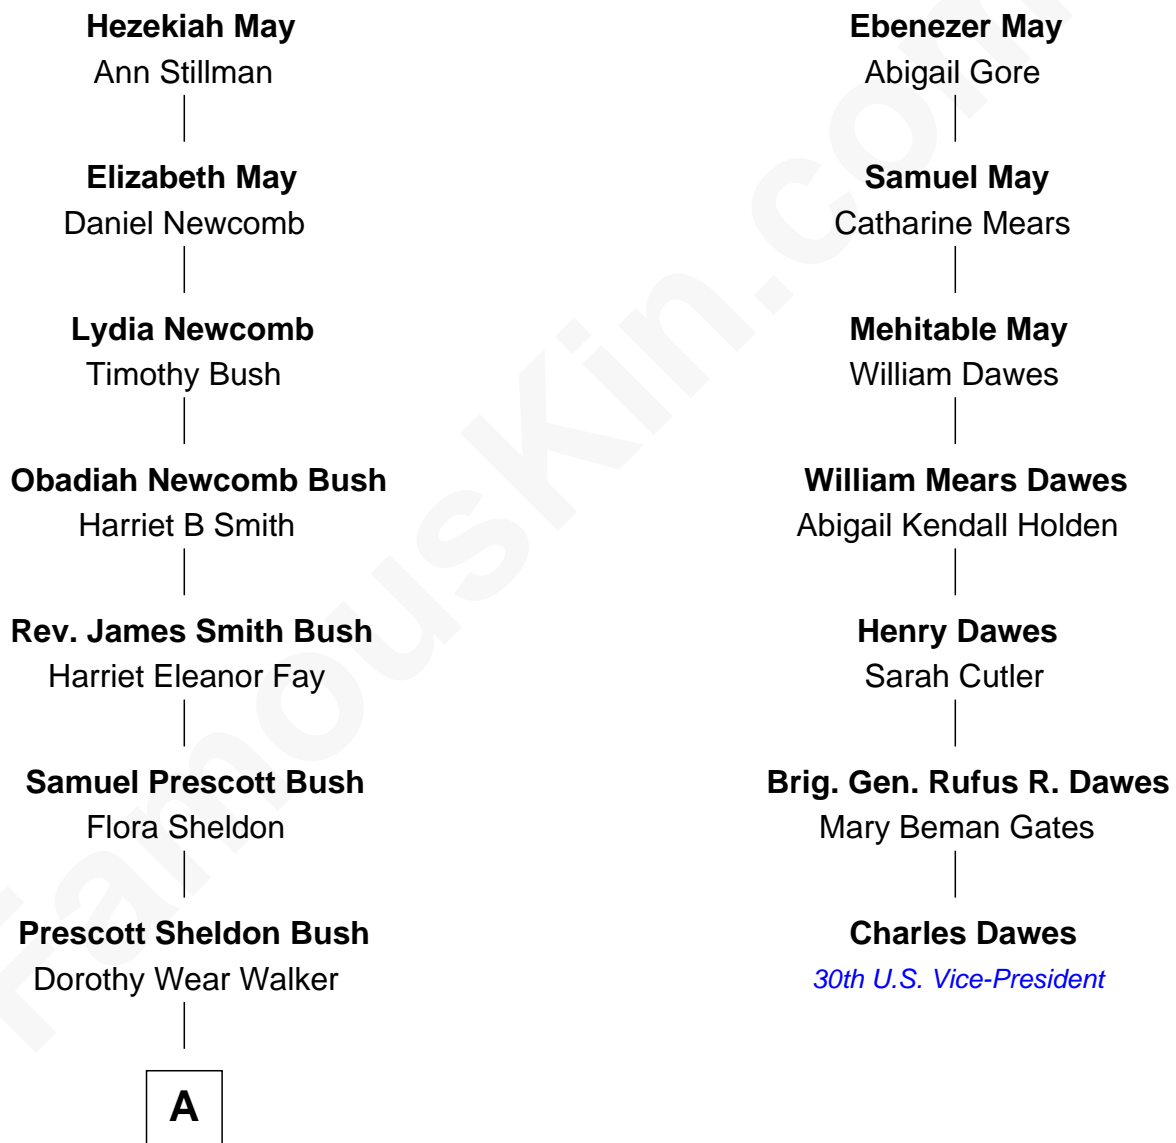 Hezekiah May
Ann Stillman
Elizabeth May
Daniel Newcomb
Lydia Newcomb
Timothy Bush
Obadiah Newcomb Bush
Harriet B Smith
Rev. James Smith Bush
Harriet Eleanor Fay
Samuel Prescott Bush
Flora Sheldon
Prescott Sheldon Bush
Dorothy Wear Walker
A
Ebenezer May
Abigail Gore
Samuel May
Catharine Mears
Mehitable May
William Dawes
William Mears Dawes
Abigail Kendall Holden
Henry Dawes
Sarah Cutler
Brig. Gen. Rufus R. Dawes
Mary Beman Gates
Charles Dawes
30th U.S. Vice-President
FamousKin.com